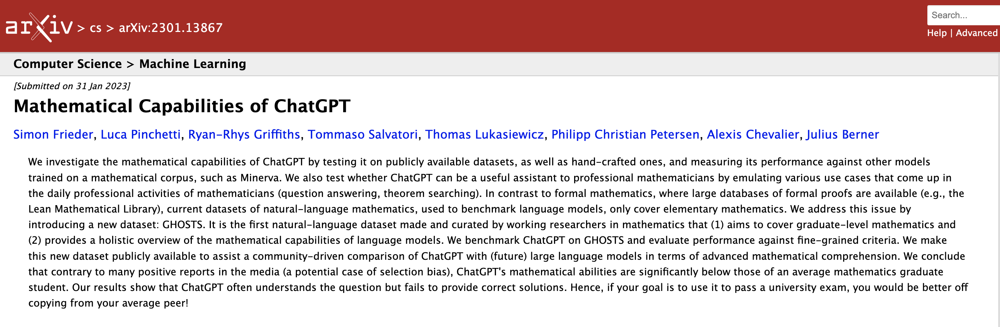 arXiv > cs > arXiv:2301.13867
Search...
Help | Advanced
Computer Science > Machine Learning
[Submitted on 31 Jan 2023]
Mathematical Capabilities of ChatGPT
Simon Frieder, Luca Pinchetti, Ryan-Rhys Griffiths, Tommaso Salvatori, Thomas Lukasiewicz, Philipp Christian Petersen, Alexis Chevalier, Julius Berner
We investigate the mathematical capabilities of ChatGPT by testing it on publicly available datasets, as well as hand-crafted ones, and measuring its performance against other models
trained on a mathematical corpus, such as Minerva. We also test whether ChatGPT can be a useful assistant to professional mathematicians by emulating various use cases that come up in
the daily professional activities of mathematicians (question answering, theorem searching). In contrast to formal mathematics, where large databases of formal proofs are available (e.g., the
Lean Mathematical Library), current datasets of natural-language mathematics, used to benchmark language models, only cover elementary mathematics. We address this issue by
introducing a new dataset: GHOSTS. It is the first natural-language dataset made and curated by working researchers in mathematics that (1) aims to cover graduate-level mathematics and
(2) provides a holistic overview of the mathematical capabilities of language models. We benchmark ChatGPT on GHOSTS and evaluate performance against fine-grained criteria. We make
this new dataset publicly available to assist a community-driven comparison of ChatGPT with (future) large language models in terms of advanced mathematical comprehension. We conclude
that contrary to many positive reports in the media (a potential case of selection bias), ChatGPT's mathematical abilities are significantly below those of an average mathematics graduate
student. Our results show that ChatGPT often understands the question but fails to provide correct solutions. Hence, if your goal is to use it to pass a university exam, you would be better off
copying from your average peer!